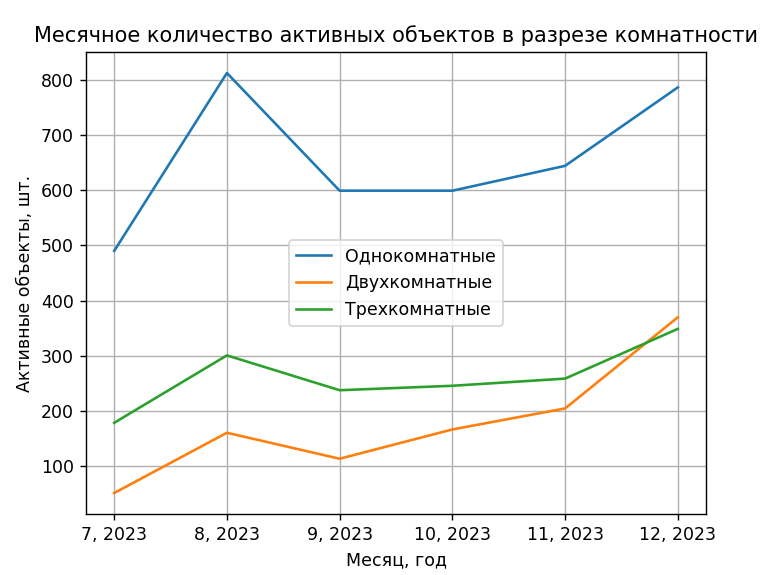 Месячное количество активных объектов в разрезе комнатности
Активные объекты, шт.
800
700
600
500
400
300
200
100
Однокомнатные
Двухкомнатные
Трехкомнатные
7, 2023
8, 2023
9, 2023
10, 2023
11, 2023
12, 2023
Месяц, год